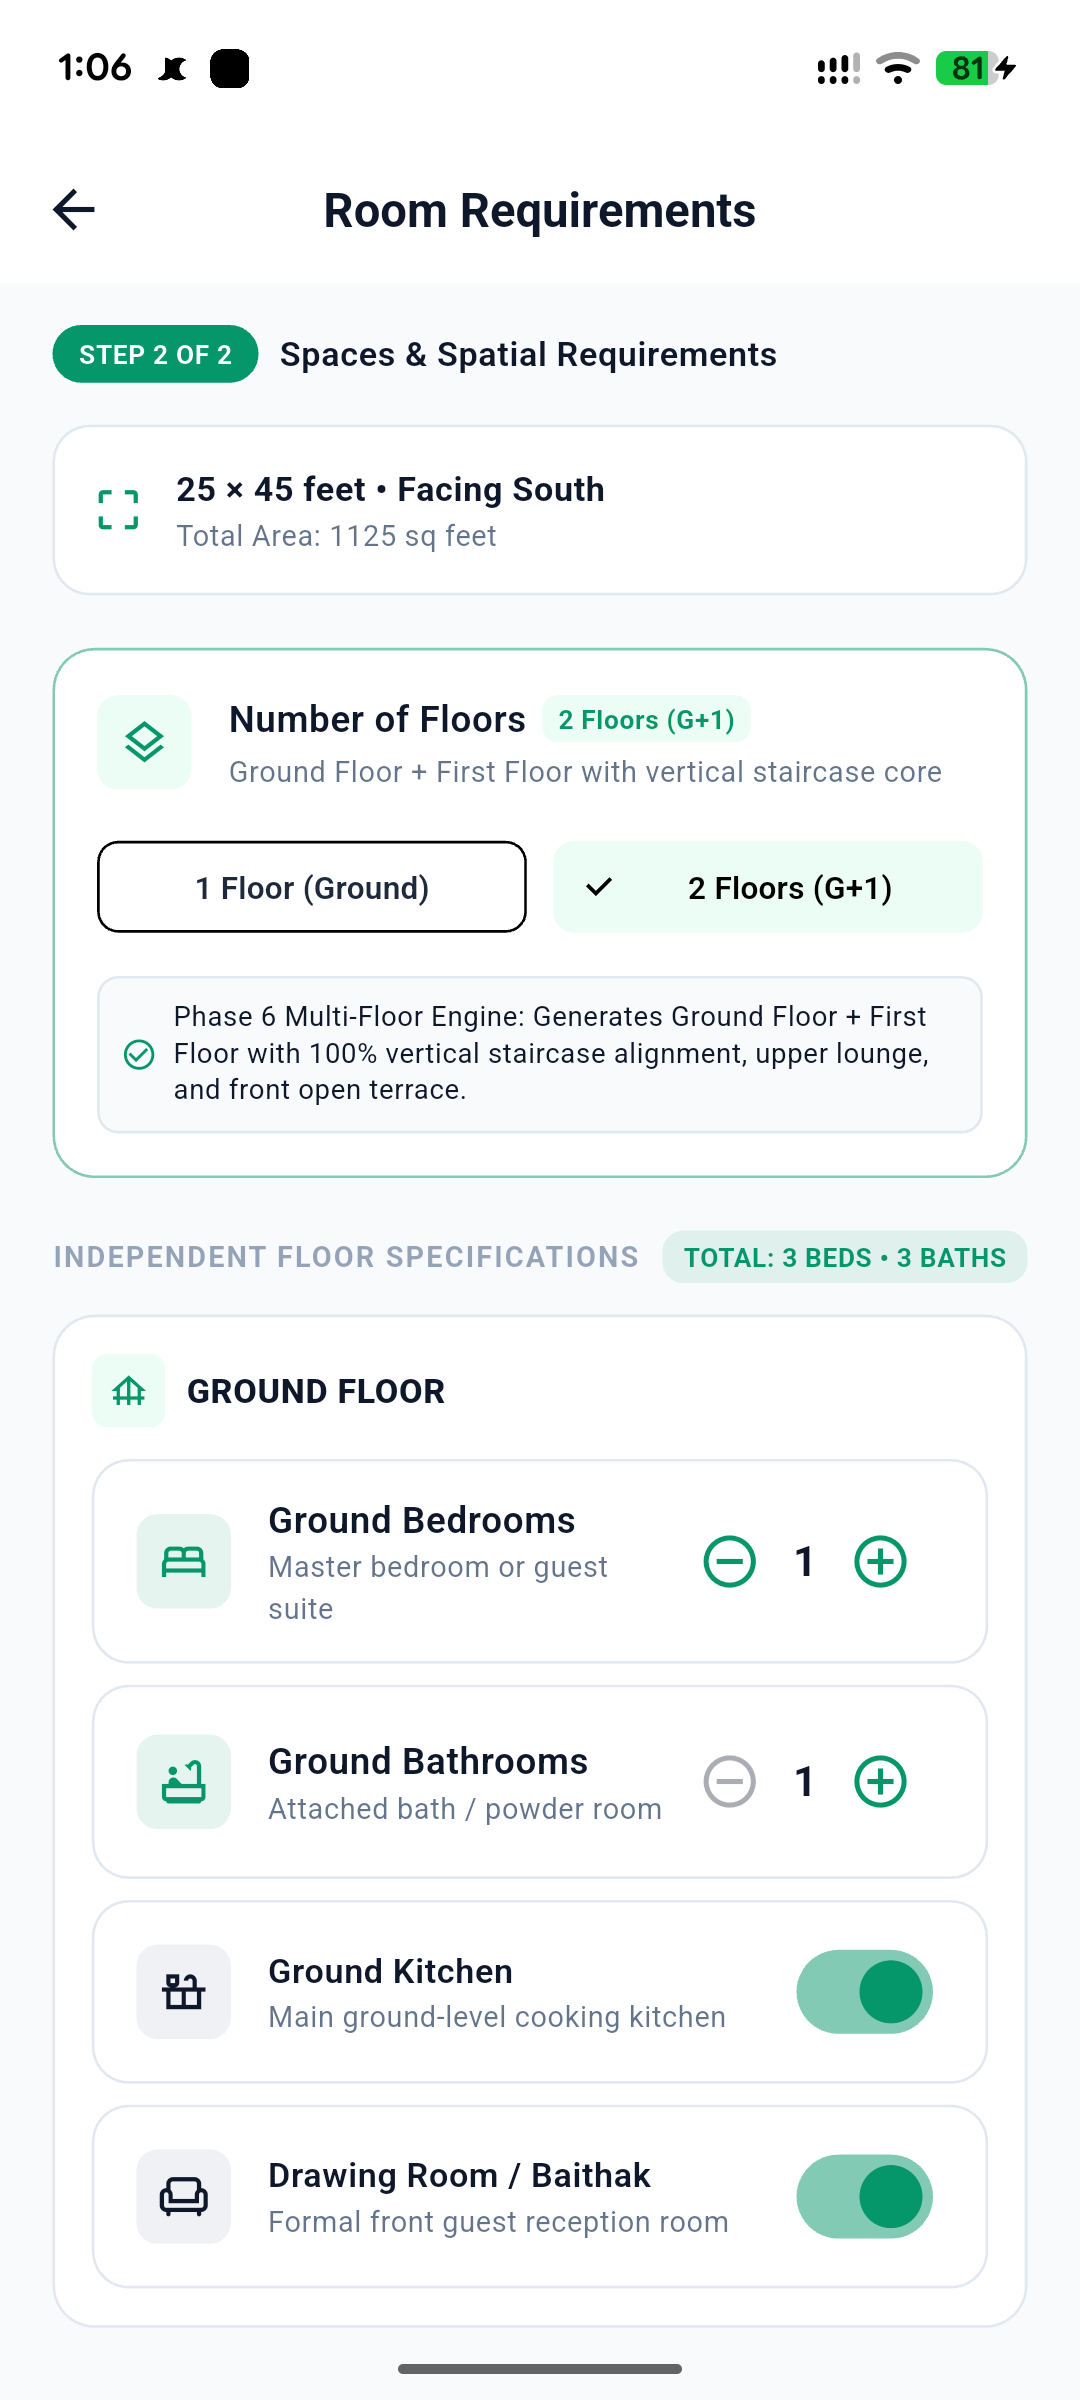 1:06
81
Room Requirements
STEP 2 OF 2
Spaces & Spatial Requirements
25 × 45 feet • Facing South
Total Area: 1125 sq feet
Number of Floors
2 Floors (G+1)
Ground Floor + First Floor with vertical staircase core
1 Floor (Ground)
2 Floors (G+1)
Phase 6 Multi-Floor Engine: Generates Ground Floor + First
Floor with 100% vertical staircase alignment, upper lounge,
and front open terrace.
INDEPENDENT FLOOR SPECIFICATIONS
TOTAL: 3 BEDS • 3 BATHS
GROUND FLOOR
Ground Bedrooms
Master bedroom or guest
suite
1
Ground Bathrooms
Attached bath / powder room
1
Ground Kitchen
Main ground-level cooking kitchen
Drawing Room / Baithak
Formal front guest reception room